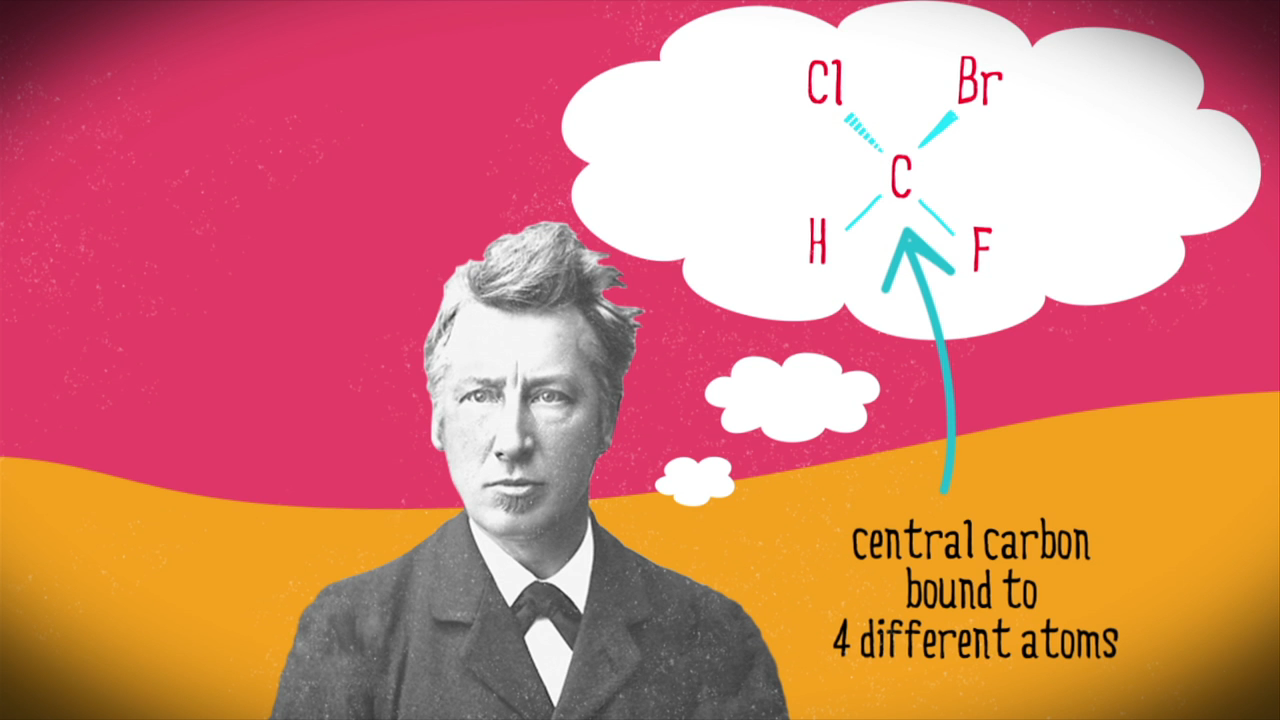 Cl Br
C
H F
central carbon
bound to
4 different atoms